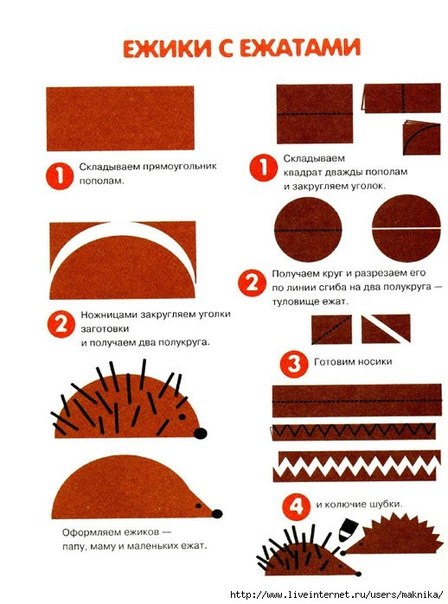 ЕЖИКИ С ЕЖАТАМИ
1
Складываем прямоугольник
пополам.
2
Ножницами закругляем уголки
заготовки
и получаем два полукруга.
Оформляем ежиков —
папу, маму и маленьких ежат.
1
Складываем
квадрат дважды пополам
и закругляем уголок.
2
Получаем круг и разрезаем его
по линии сгиба на два полукруга —
туловище ежат.
3
Готовим носики
4
и колючие шубки.
http://www.liveinternet.ru/users/maknika/